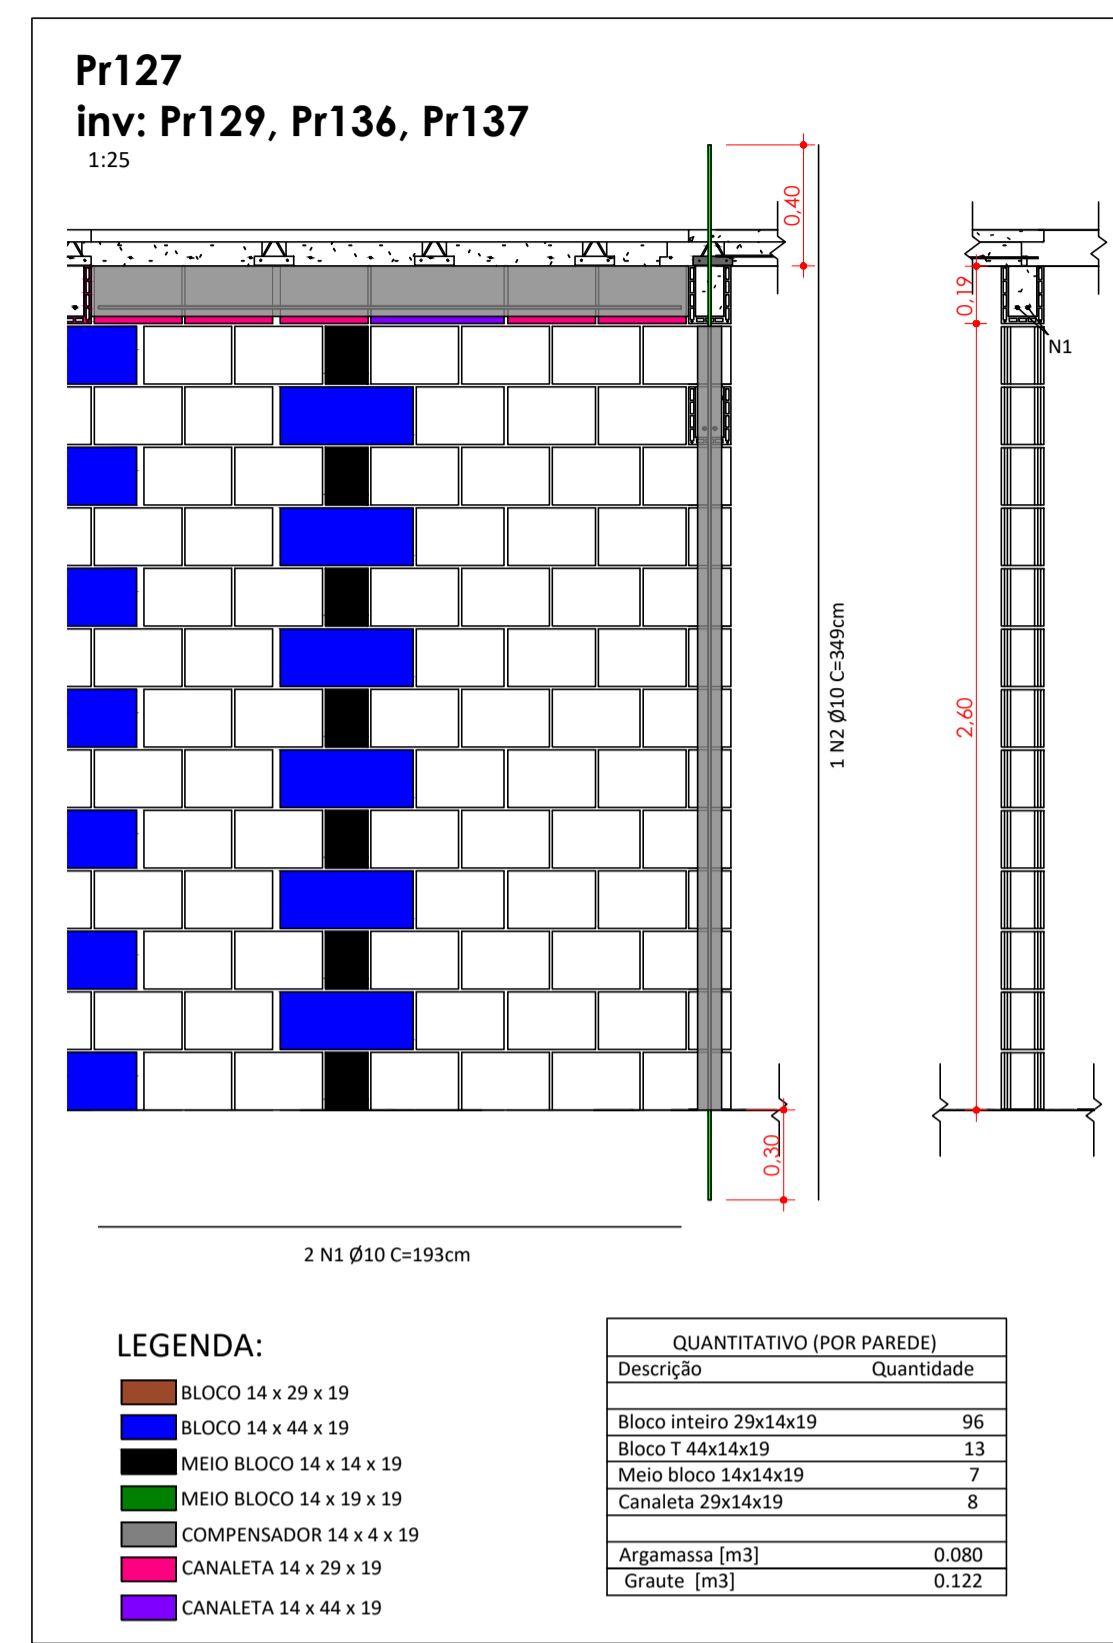 Pr127
inv: Pr129, Pr136, Pr137
1:25
0,40
0,19
N1
2,60
1 N2 Ø10 C=349cm
0,30
2 N1 Ø10 C=193cm
LEGENDA:
BLOCO 14 x 29 x 19
BLOCO 14 x 44 x 19
MEIO BLOCO 14 x 14 x 19
MEIO BLOCO 14 x 19 x 19
COMPENSADOR 14 x 4 x 19
CANALETA 14 x 29 x 19
CANALETA 14 x 44 x 19
QUANTITATIVO (POR PAREDE)
Descrição Quantidade
Bloco inteiro 29x14x19 96
Bloco T 44x14x19 13
Meio bloco 14x14x19 7
Canaleta 29x14x19 8
Argamassa [m3] 0.080
Graute [m3] 0.122